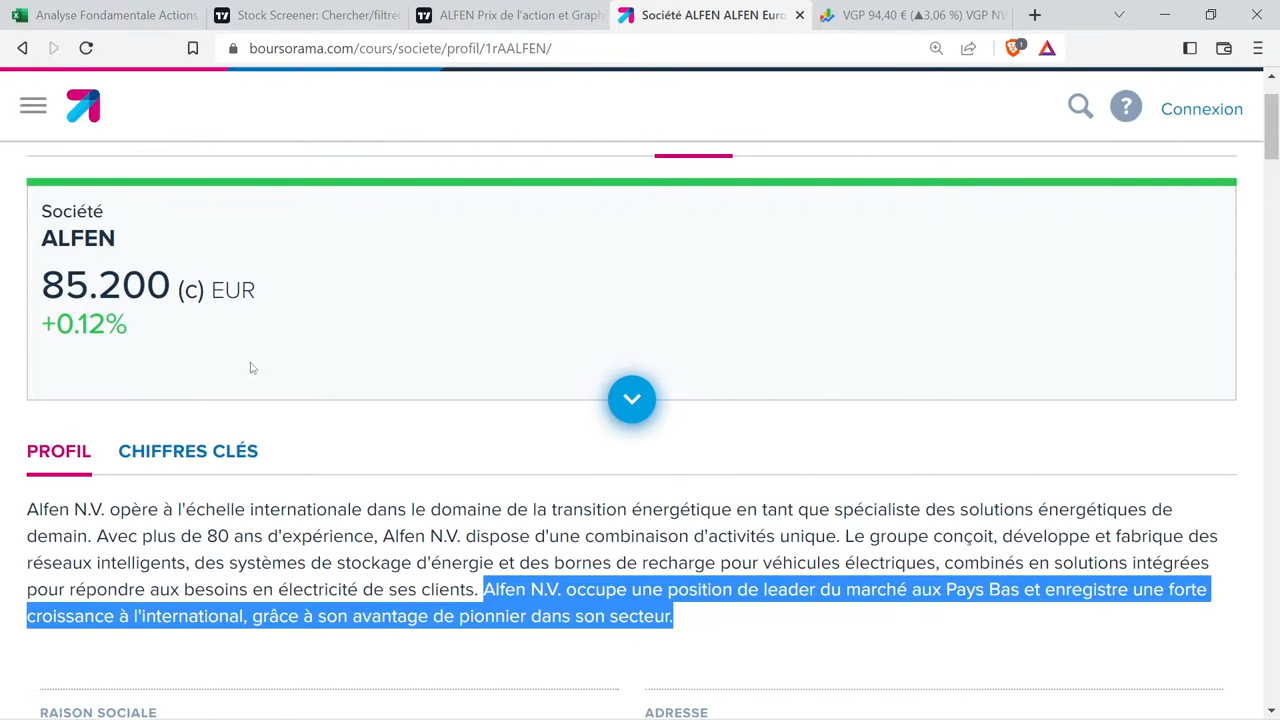 Analyse Fondamentale Actions
Stock Screener: Chercher filtrer
ALFEN Prix de l'action et Graph
Société ALFEN ALFEN Euro
VGP 94,40 € (▲3,06 %) VGP NV
boursorama.com/cours/societe/profil/1rAALFEN/
1
?
Connexion
Société
ALFEN
85.200 (c) EUR
+0.12%
PROFIL CHIFFRES CLÉS
Alfen N.V. opère à l'échelle internationale dans le domaine de la transition énergétique en tant que spécialiste des solutions énergétiques de
demain. Avec plus de 80 ans d'expérience, Alfen N.V. dispose d'une combinaison d'activités unique. Le groupe conçoit, développe et fabrique des
réseaux intelligents, des systèmes de stockage d'énergie et des bornes de recharge pour véhicules électriques, combinés en solutions intégrées
pour répondre aux besoins en électricité de ses clients. Alfen N.V. occupe une position de leader du marché aux Pays Bas et enregistre une forte
croissance à l'international, grâce à son avantage de pionnier dans son secteur.
RAISON SOCIALE
ADRESSE